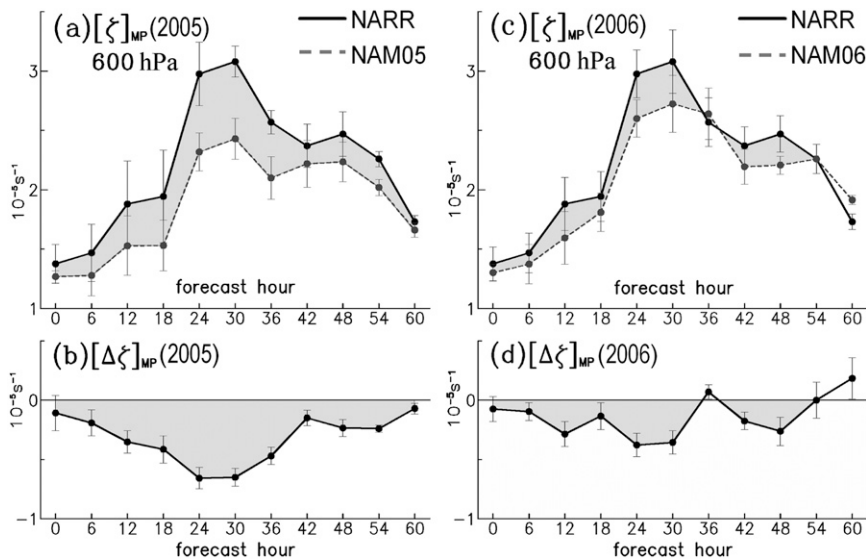 (a)[ζ]MP(2005)
600 hPa
NARR
NAM05
3
2
1
10⁻⁵s⁻¹
forecast hour
0 6 12 18 24 30 36 42 48 54 60
(c)[ζ]MP(2006)
600 hPa
NARR
NAM06
3
2
1
10⁻⁵s⁻¹
forecast hour
0 6 12 18 24 30 36 42 48 54 60
(b)[Δζ]MP(2005)
0
−1
10⁻⁵s⁻¹
0 6 12 18 24 30 36 42 48 54 60
forecast hour
(d)[Δζ]MP(2006)
0
−1
10⁻⁵s⁻¹
0 6 12 18 24 30 36 42 48 54 60
forecast hour